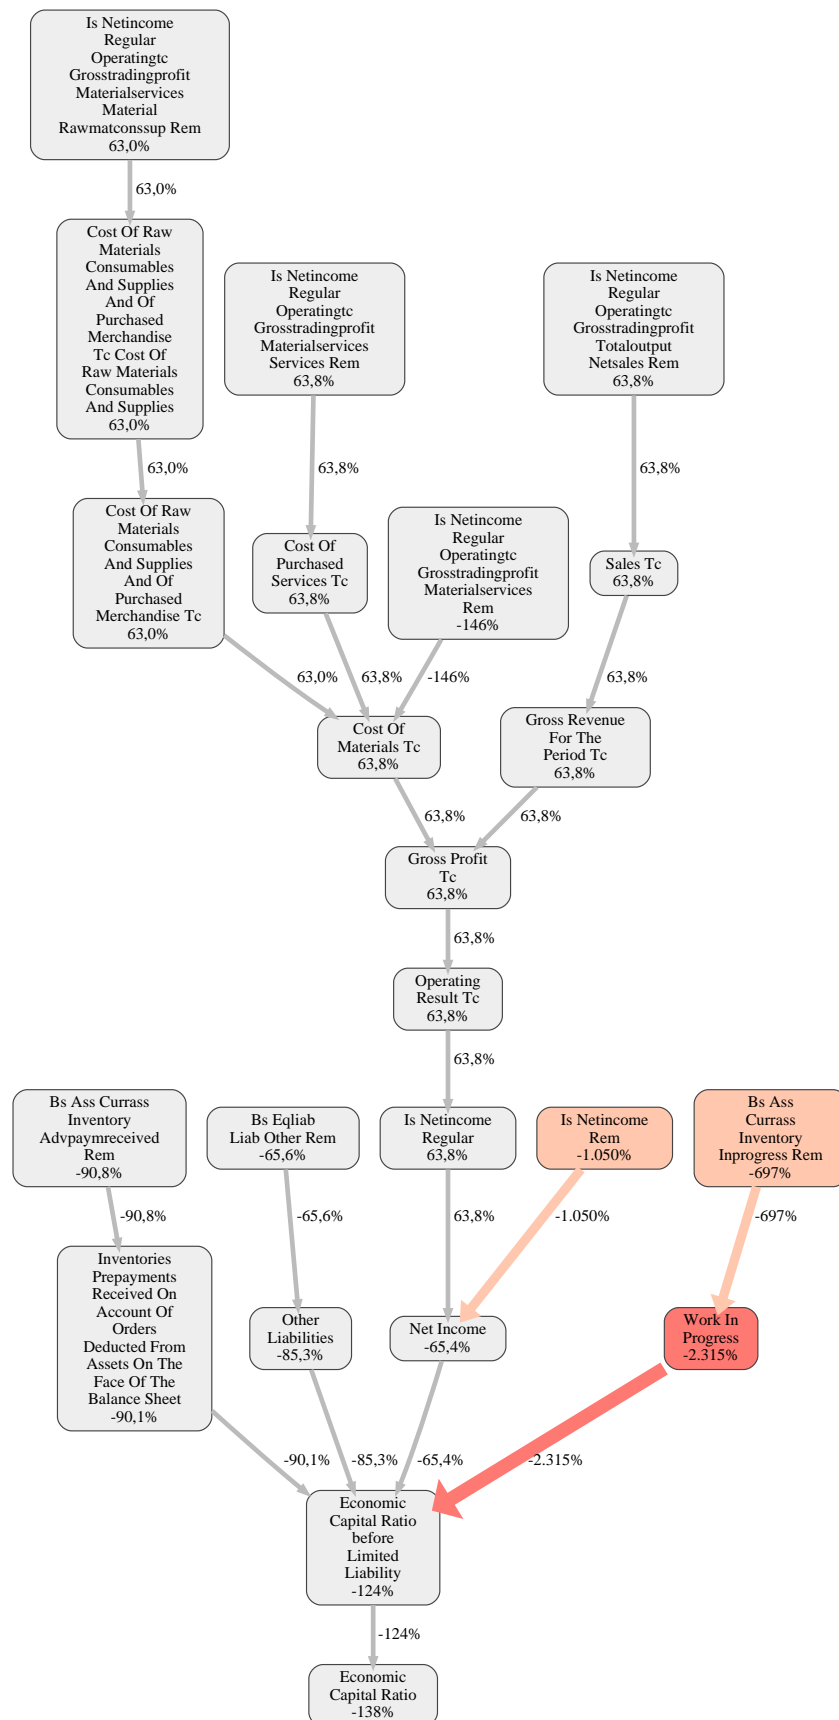 Is Netincome
Regular
Operatingtc
Grosstradingprofit
Materialservices
Material
Rawmatconssup Rem
63,0%
63,0%
Cost Of Raw
Materials
Consumables
And Supplies
And Of
Purchased
Merchandise
Tc Cost Of
Raw Materials
Consumables
And Supplies
63,0%
Is Netincome
Regular
Operatingtc
Grosstradingprofit
Materialservices
Services Rem
63,8%
Is Netincome
Regular
Operatingtc
Grosstradingprofit
Totaloutput
Netsales Rem
63,8%
63,0%
63,8%
63,8%
Cost Of Raw
Materials
Consumables
And Supplies
And Of
Purchased
Merchandise Tc
63,0%
Cost Of
Purchased
Services Tc
63,8%
Is Netincome
Regular
Operatingtc
Grosstradingprofit
Materialservices
Rem
-146%
Sales Tc
63,8%
63,0%
63,8%
-146%
63,8%
Cost Of
Materials Tc
63,8%
Gross Revenue
For The
Period Tc
63,8%
63,8%
63,8%
Gross Profit
Tc
63,8%
63,8%
Operating
Result Tc
63,8%
63,8%
Bs Ass Currass
Inventory
Advpaymreceived
Rem
-90,8%
Bs Eqliab
Liab Other Rem
-65,6%
Is Netincome
Regular
63,8%
Is Netincome
Rem
-1.050%
Bs Ass
Currass
Inventory
Inprogress Rem
-697%
-90,8%
-65,6%
63,8%
-1.050%
-697%
Inventories
Prepayments
Received On
Account Of
Orders
Deducted From
Assets On The
Face Of The
Balance Sheet
-90,1%
Other
Liabilities
-85,3%
Net Income
-65,4%
Work In
Progress
-2.315%
-90,1%
-85,3%
-65,4%
-2.315%
Economic
Capital Ratio
before
Limited
Liability
-124%
-124%
Economic
Capital Ratio
-138%